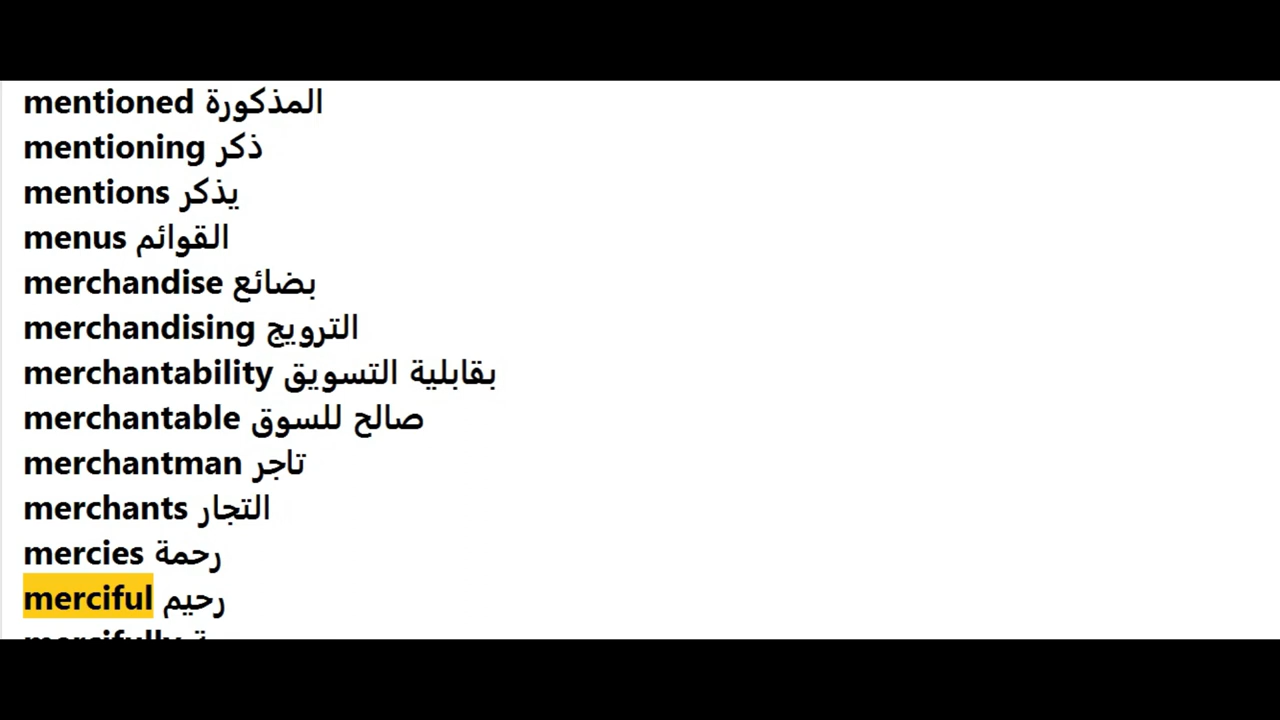 mentioned المذكورة
mentioning ذكر
mentions يذكر
menus القوائم
merchandise بضائع
merchandising الترويج
merchantability بقابلية التسويق
merchantable صالح للسوق
merchantman تاجر
merchants التجار
mercies رحمة
merciful رحيم
mercifully